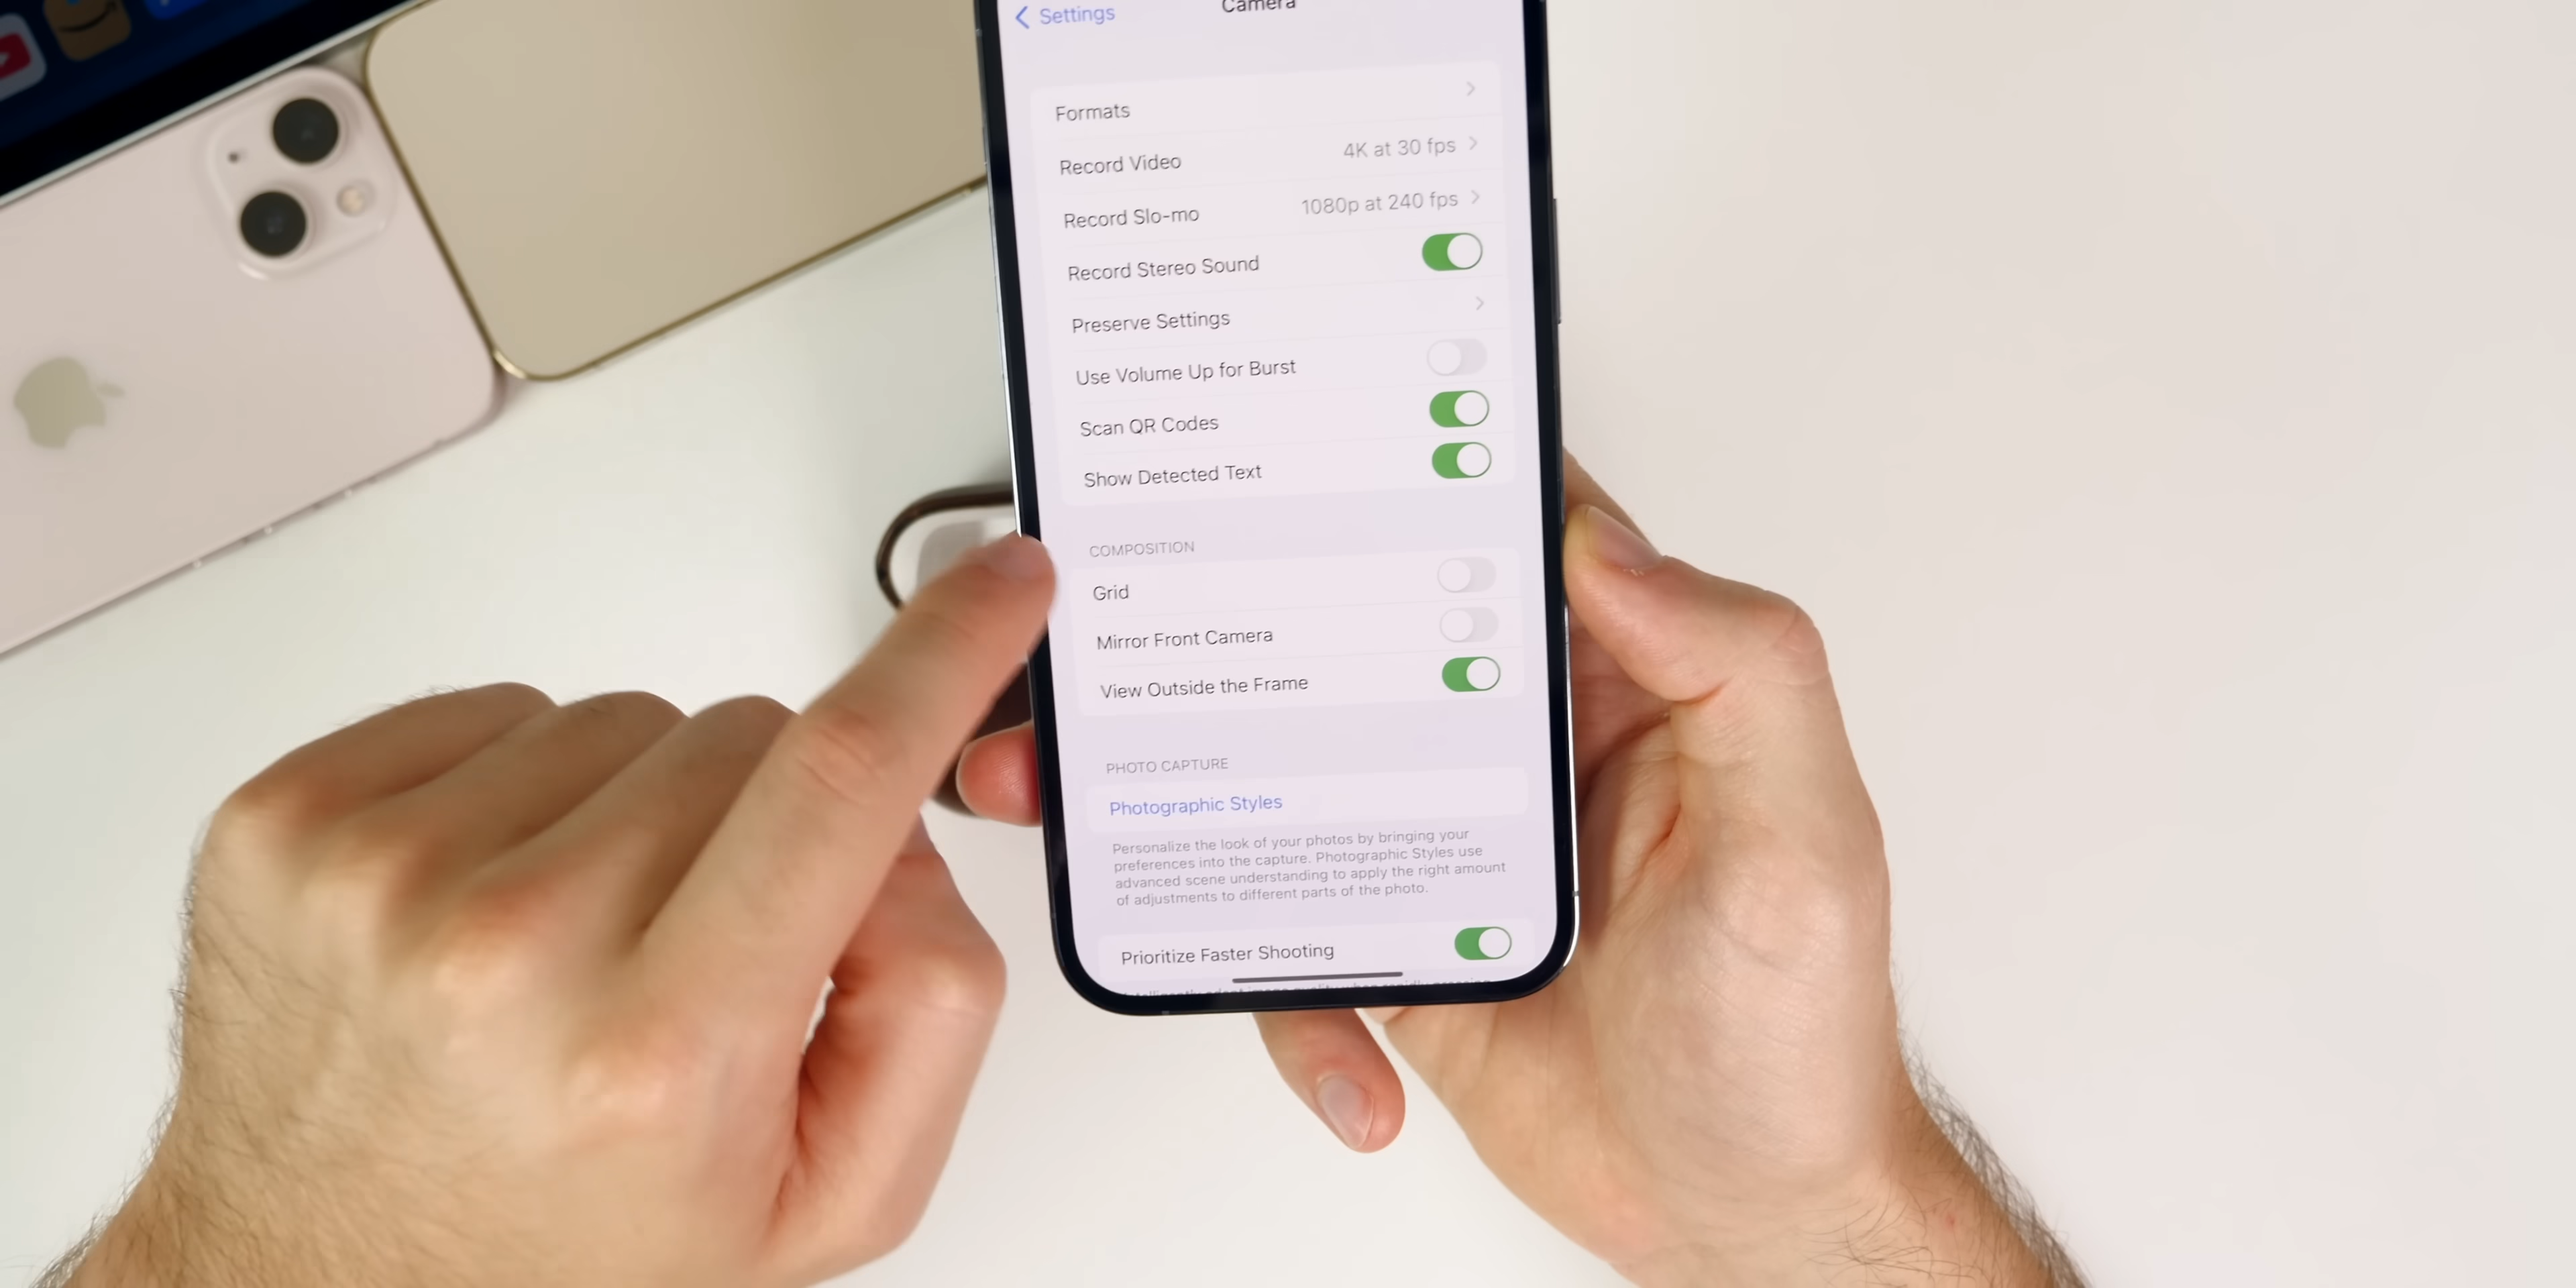 Settings
Camera
Formats
Record Video
4K at 30 fps
Record Slo-mo
1080p at 240 fps
Record Stereo Sound
Preserve Settings
Use Volume Up for Burst
Scan QR Codes
Show Detected Text
COMPOSITION
Grid
Mirror Front Camera
View Outside the Frame
PHOTO CAPTURE
Photographic Styles
Personalize the look of your photos by bringing your
preferences into the capture. Photographic Styles use
advanced scene understanding to apply the right amount
of adjustments to different parts of the photo.
Prioritize Faster Shooting